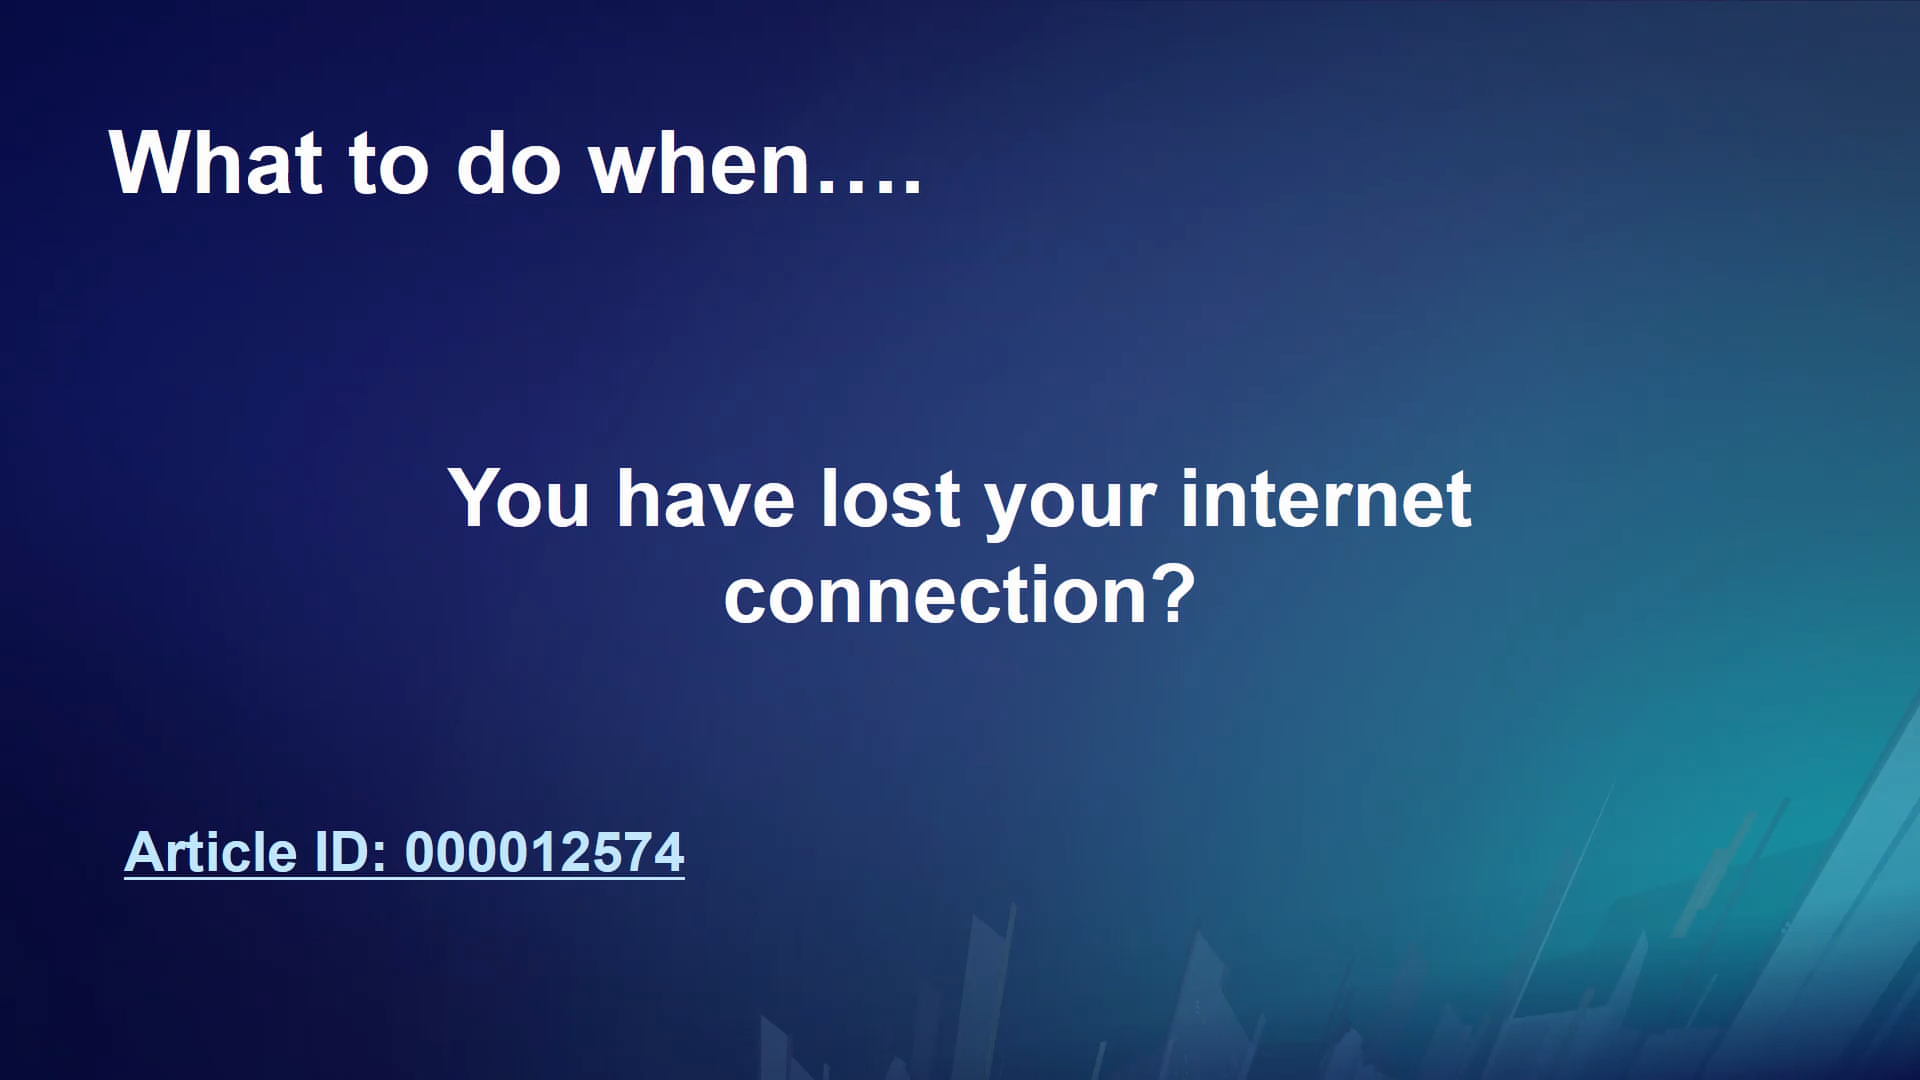 What to do when....
You have lost your internet
connection?
Article ID: 000012574